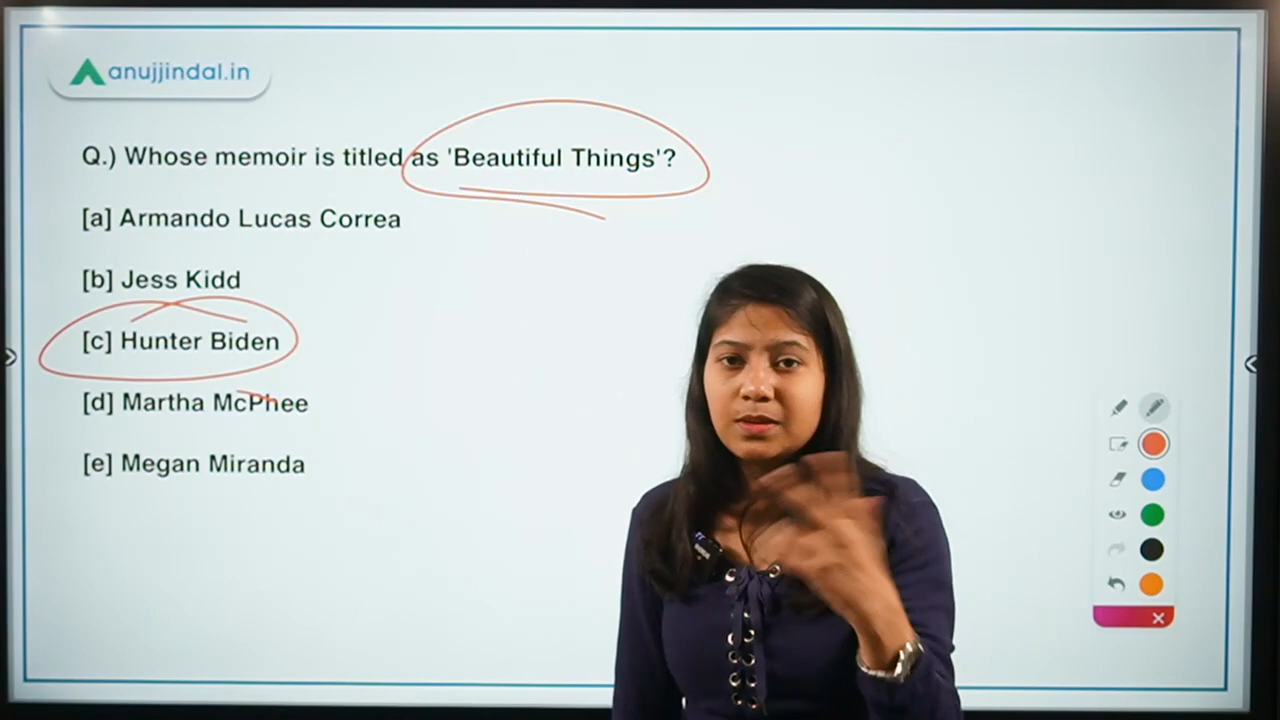 anujjindal.in
Q.) Whose memoir is titled as 'Beautiful Things'?
[a] Armando Lucas Correa
[b] Jess Kidd
[c] Hunter Biden
[d] Martha McPhee
[e] Megan Miranda